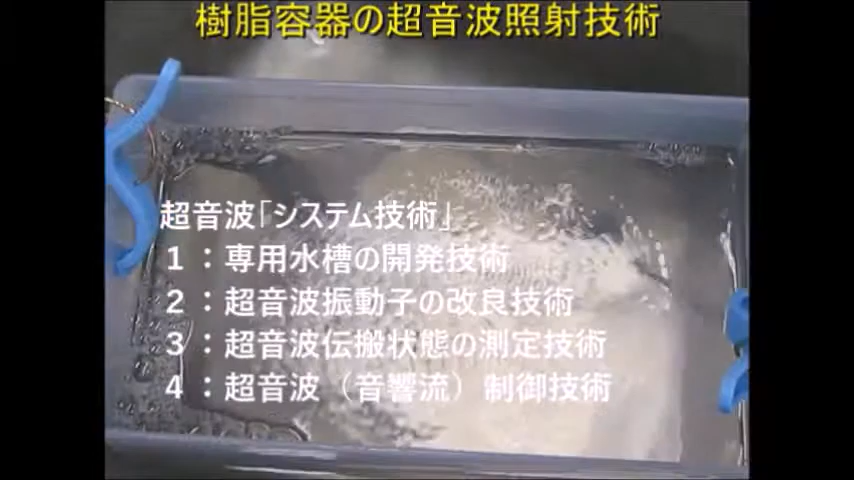 樹脂容器の超音波照射技術
超音波「システム技術」
１：専用水槽の開発技術
２：超音波振動子の改良技術
３：超音波伝搬状態の測定技術
４：超音波（音響流）制御技術